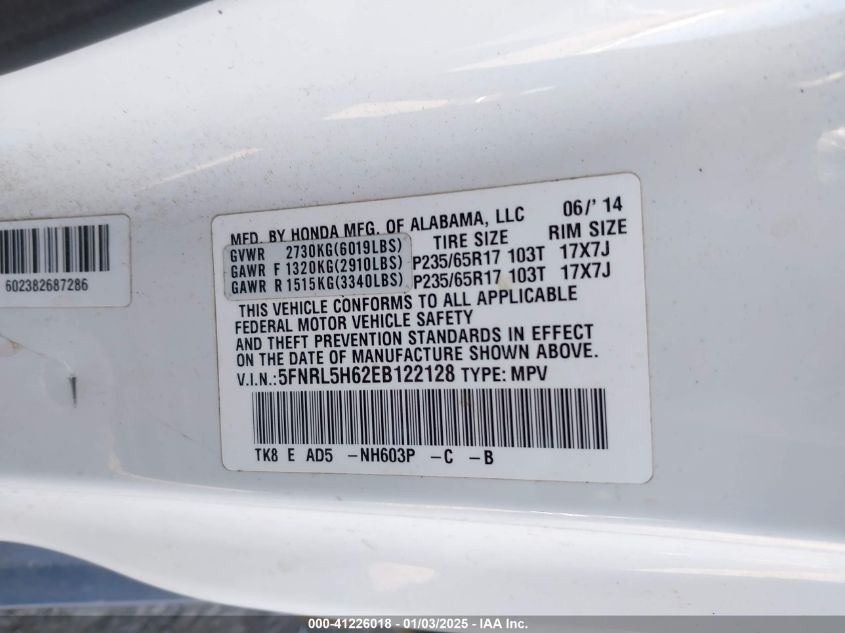 MFD. BY HONDA MFG. OF ALABAMA, LLC 06/' 14
GVWR 2730KG(6019LBS) TIRE SIZE RIM SIZE
GAWR F 1320KG(2910LBS) P235/65R17 103T 17X7J
GAWR R 1515KG(3340LBS) P235/65R17 103T 17X7J
THIS VEHICLE CONFORMS TO ALL APPLICABLE
FEDERAL MOTOR VEHICLE SAFETY
AND THEFT PREVENTION STANDARDS IN EFFECT
ON THE DATE OF MANUFACTURE SHOWN ABOVE.
V.I.N.:5FNRL5H62EB122128 TYPE: MPV
TK8 E AD5 -NH603P -C -B
602382687286
000-41226018 - 01/03/2025 - IAA Inc.